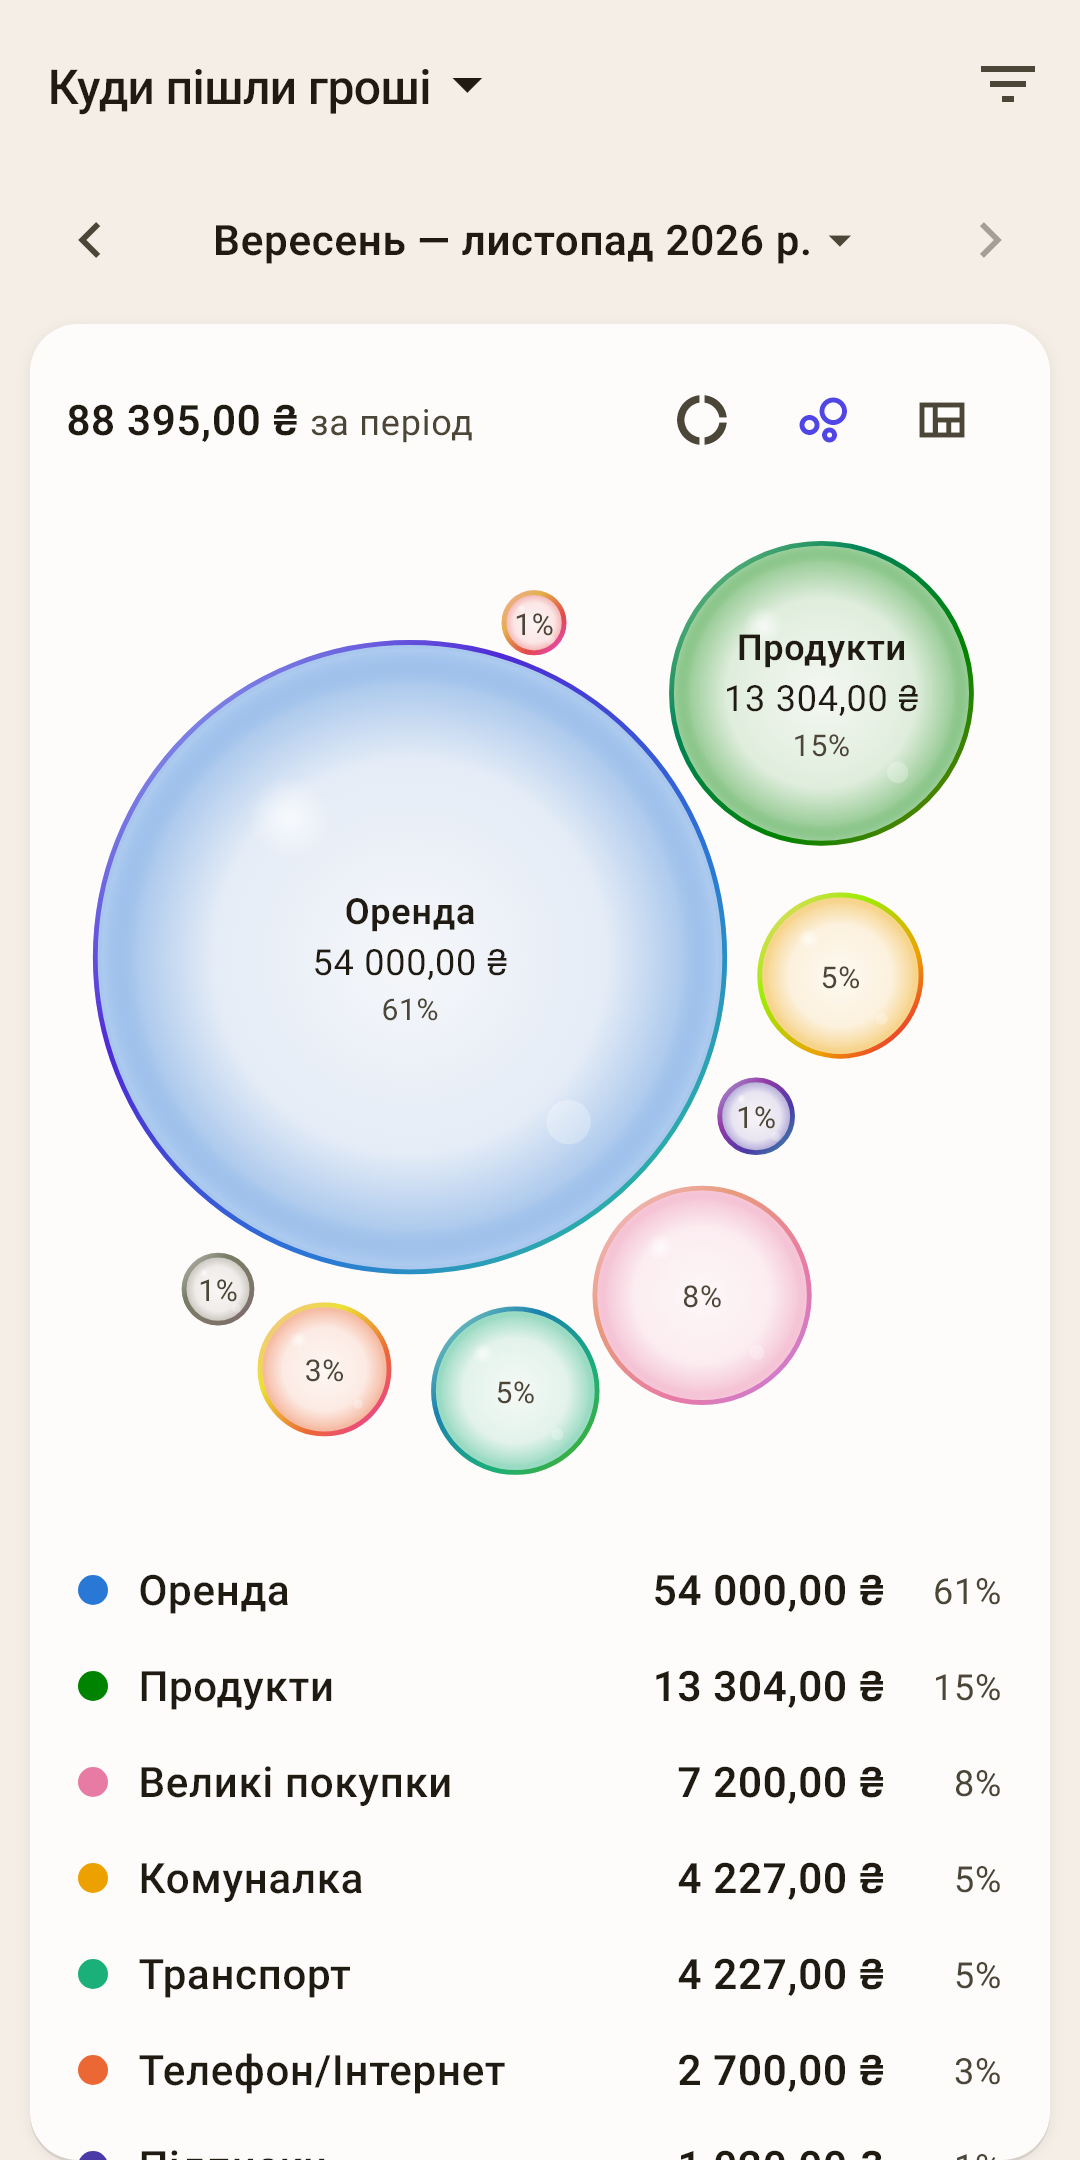 Куди пішли гроші
Вересень — листопад 2026 р.
88 395,00 ₴ за період
1%
Продукти
13 304,00 ₴
15%
Оренда
54 000,00 ₴
61%
5%
1%
8%
1%
3%
5%
Оренда 54 000,00 ₴ 61%
Продукти 13 304,00 ₴ 15%
Великі покупки 7 200,00 ₴ 8%
Комуналка 4 227,00 ₴ 5%
Транспорт 4 227,00 ₴ 5%
Телефон/Інтернет 2 700,00 ₴ 3%